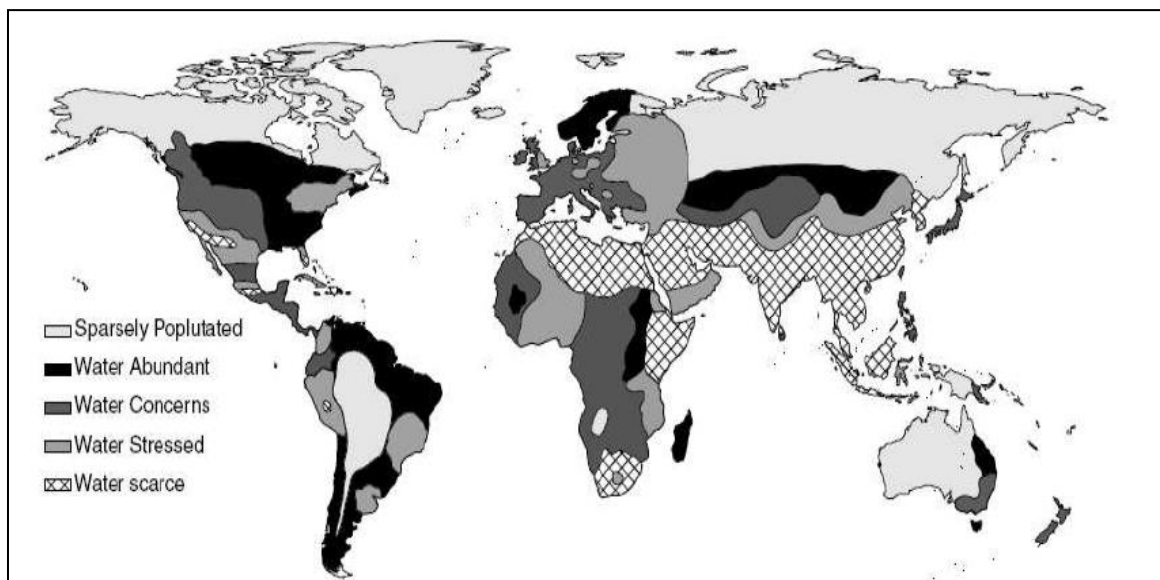 Sparsely Poplutated
Water Abundant
Water Concerns
Water Stressed
Water scarce